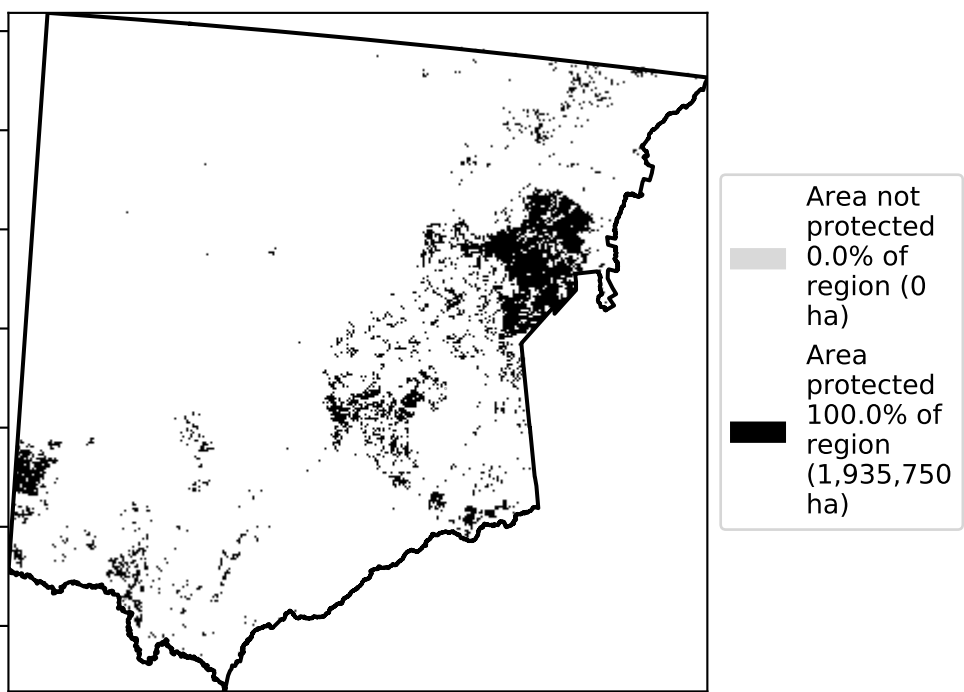 Area not
protected
0.0% of
region (0
ha)
Area
protected
100.0% of
region
(1,935,750
ha)